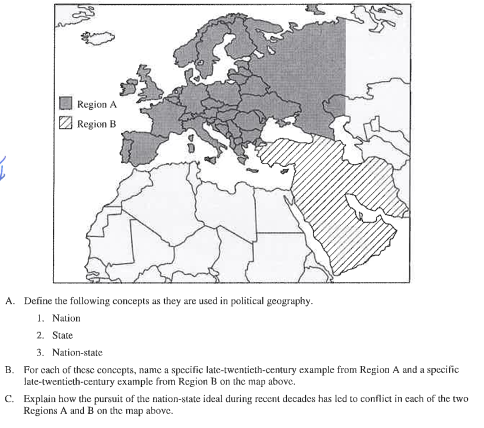 Region A
Region B
A. Define the following concepts as they are used in political geography.
1. Nation
2. State
3. Nation-state
B. For each of these concepts, name a specific late-twentieth-century example from Region A and a specific
late-twentieth-century example from Region B on the map above.
C. Explain how the pursuit of the nation-state ideal during recent decades has led to conflict in each of the two
Regions A and B on the map above.